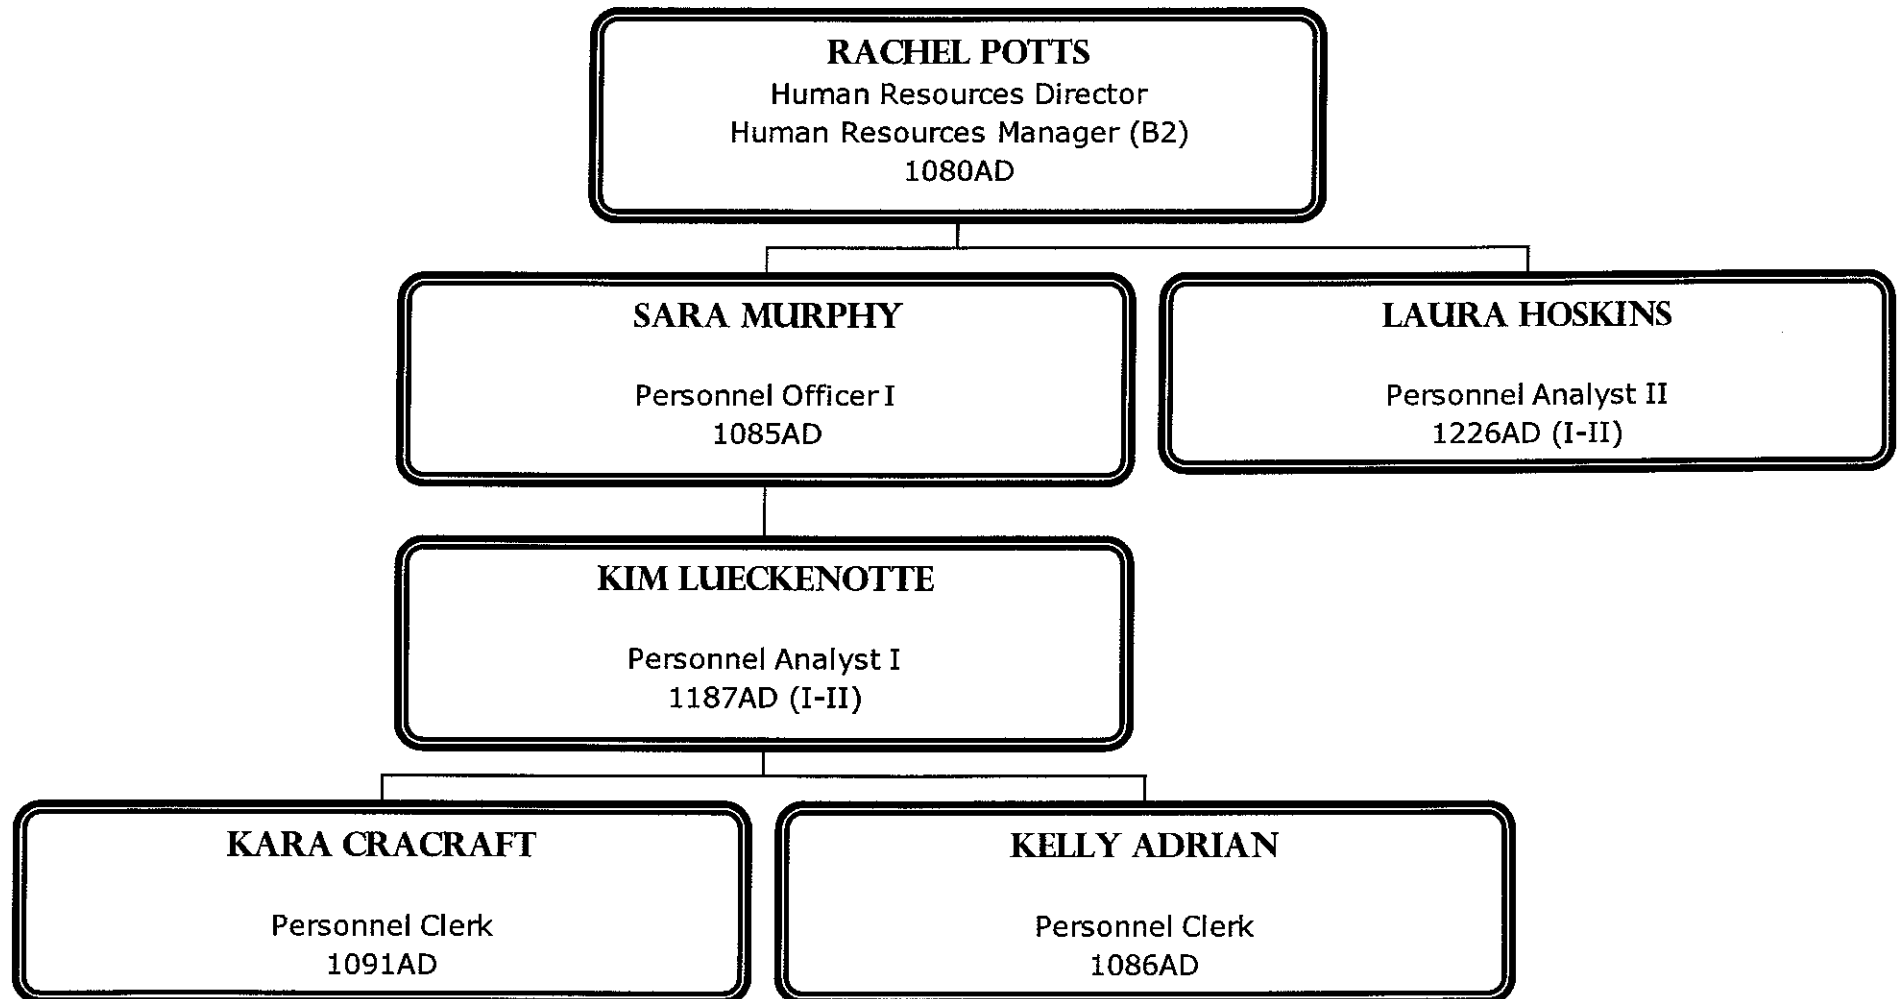 RACHEL POTTS
Human Resources Director
Human Resources Manager (B2)
1080AD
SARA MURPHY
Personnel Officer I
1085AD
LAURA HOSKINS
Personnel Analyst II
1226AD (I-II)
KIM LUECKENOTTE
Personnel Analyst I
1187AD (I-II)
KARA CRACRAFT
Personnel Clerk
1091AD
KELLY ADRIAN
Personnel Clerk
1086AD